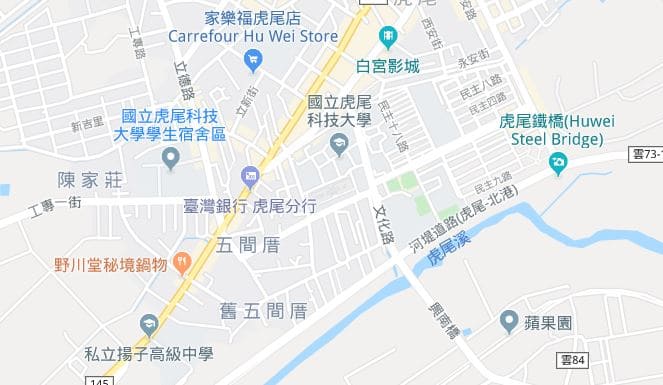 家樂福虎尾店
Carrefour Hu Wei Store
虎尾
西安街
工專路
立德路
立新街
白宮影城
永安街
民主八路
民主四路
國立虎尾科技
大學學生宿舍區
新吉里
國立虎尾
科技大學
民主十八路
虎尾鐵橋(Huwei
Steel Bridge)
雲73-1
陳家莊
工專一街
臺灣銀行 虎尾分行
民主九路
文化路
河堤道路(虎尾-北港)
虎尾溪
五間厝
野川堂秘境鍋物
舊五間厝
興南橋
蘋果園
私立揚子高級中學
雲84
145